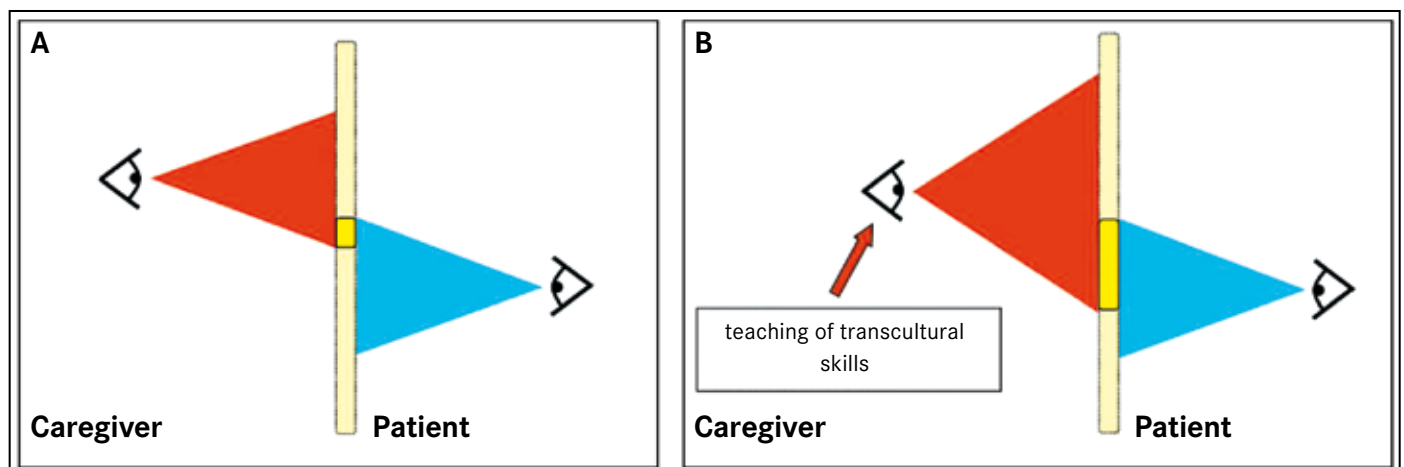 A
Caregiver
Patient
B
teaching of transcultural
skills
Caregiver
Patient